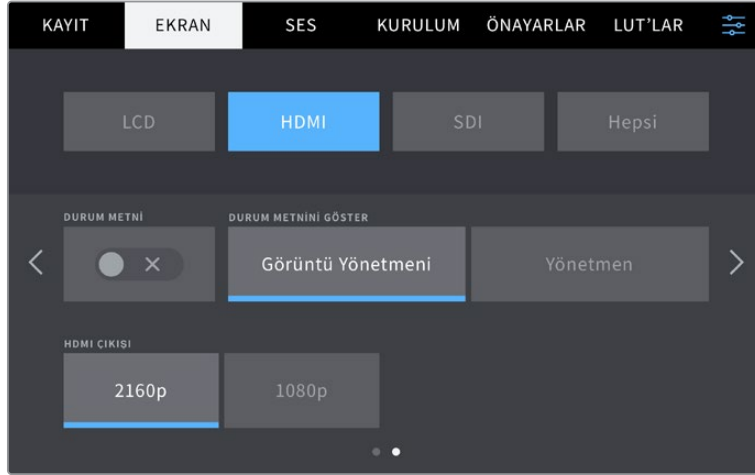 KAYIT EKRAN SES KURULUM ÖNAYARLAR LUT’LAR
LCD HDMI SDI Hepsi
DURUM METNİ DURUM METNİNİ GÖSTER
Görüntü Yönetmeni Yönetmen
HDMI ÇIKIŞI
2160p 1080p